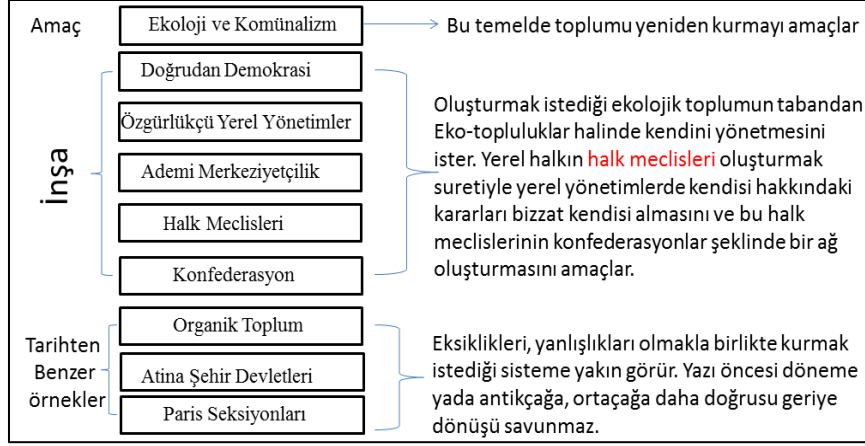 Amaç
Ekoloji ve Komünalizm
Bu temelde toplumu yeniden kurmayı amaçlar
İnşa
Doğrudan Demokrasi
Özgürlükçü Yerel Yönetimler
Ademi Merkeziyetçilik
Halk Meclisleri
Konfederasyon
Oluşturmak istediği ekolojik toplumun tabandan
Eko-topluluklar halinde kendini yönetmesini
ister. Yerel halkın halk meclisleri oluşturmak
suretiyle yerel yönetimlerde kendisi hakkındaki
kararları bizzat kendisi almasını ve bu halk
meclislerinin konfederasyonlar şeklinde bir ağ
oluşturmasını amaçlar.
Tarihten
Benzer
örnekler
Organik Toplum
Atina Şehir Devletleri
Paris Seksiyonları
Eksiklikleri, yanlışlıkları olmakla birlikte kurmak
istediği sisteme yakın görür. Yazı öncesi döneme
yada antikçağa, ortaçağa daha doğrusu geriye
dönüşü savunmaz.